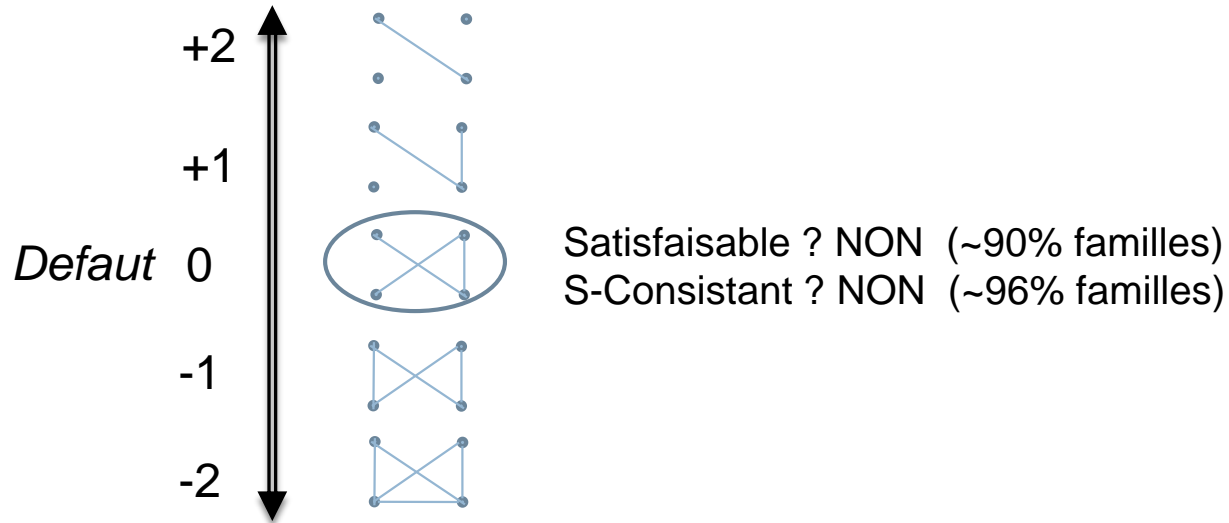 +2
+1
Defaut 0
Satisfaisable ? NON (~90% familles)
S-Consistant ? NON (~96% familles)
-1
-2